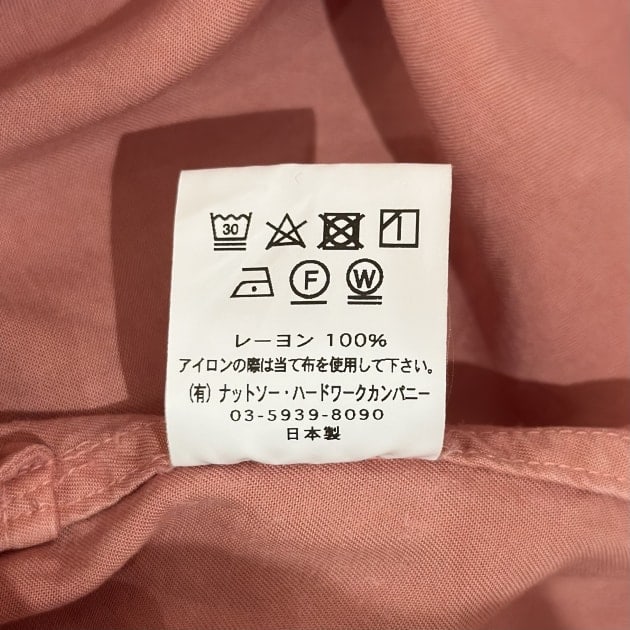 30
F W
レーヨン 100%
アイロンの際は当て布を使用して下さい。
（有）ナットソー・ハードワークカンパニー
03-5939-8090
日本製